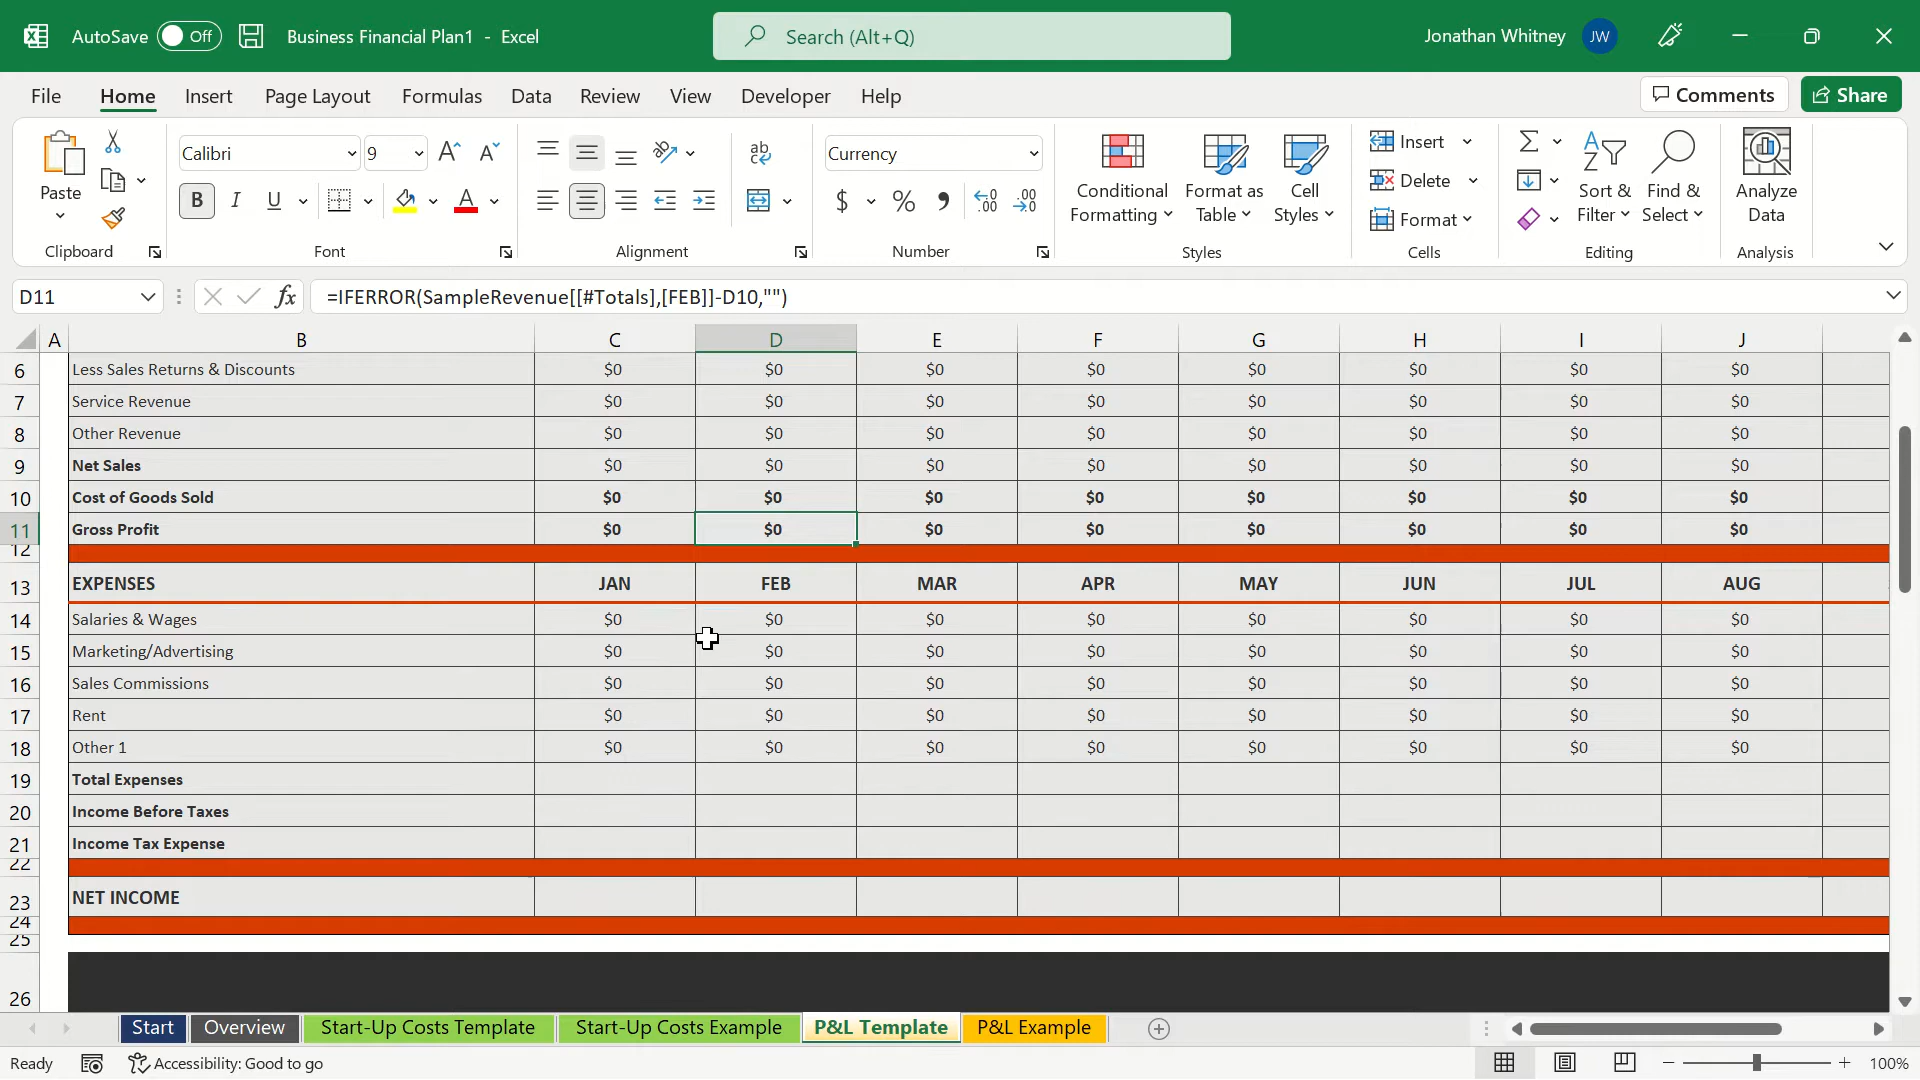 AutoSave Off Business Financial Plan1 - Excel Search (Alt+Q) Jonathan Whitney JW
File Home Insert Page Layout Formulas Data Review View Developer Help Comments Share
Paste Calibri 9 A A ab c Currency Conditional Formatting Format as Table Cell Styles Insert Delete Format Sort & Filter Find & Select Analyze Data
B I U A $ % , .00
Clipboard Font Alignment Number Styles Cells Editing Analysis
D11 fx =IFERROR(SampleRevenue[[#Totals],[FEB]]-D10,"")
A B C D E F G H I J
6 Less Sales Returns & Discounts $0 $0 $0 $0 $0 $0 $0 $0
7 Service Revenue $0 $0 $0 $0 $0 $0 $0 $0
8 Other Revenue $0 $0 $0 $0 $0 $0 $0 $0
9 Net Sales $0 $0 $0 $0 $0 $0 $0 $0
10 Cost of Goods Sold $0 $0 $0 $0 $0 $0 $0 $0
11 Gross Profit $0 $0 $0 $0 $0 $0 $0 $0
12
13 EXPENSES JAN FEB MAR APR MAY JUN JUL AUG
14 Salaries & Wages $0 $0 $0 $0 $0 $0 $0 $0
15 Marketing/Advertising $0 $0 $0 $0 $0 $0 $0 $0
16 Sales Commissions $0 $0 $0 $0 $0 $0 $0 $0
17 Rent $0 $0 $0 $0 $0 $0 $0 $0
18 Other 1 $0 $0 $0 $0 $0 $0 $0 $0
19 Total Expenses
20 Income Before Taxes
21 Income Tax Expense
22
23 NET INCOME
24
25
26
Start Overview Start-Up Costs Template Start-Up Costs Example P&L Template P&L Example
Ready Accessibility: Good to go 100%